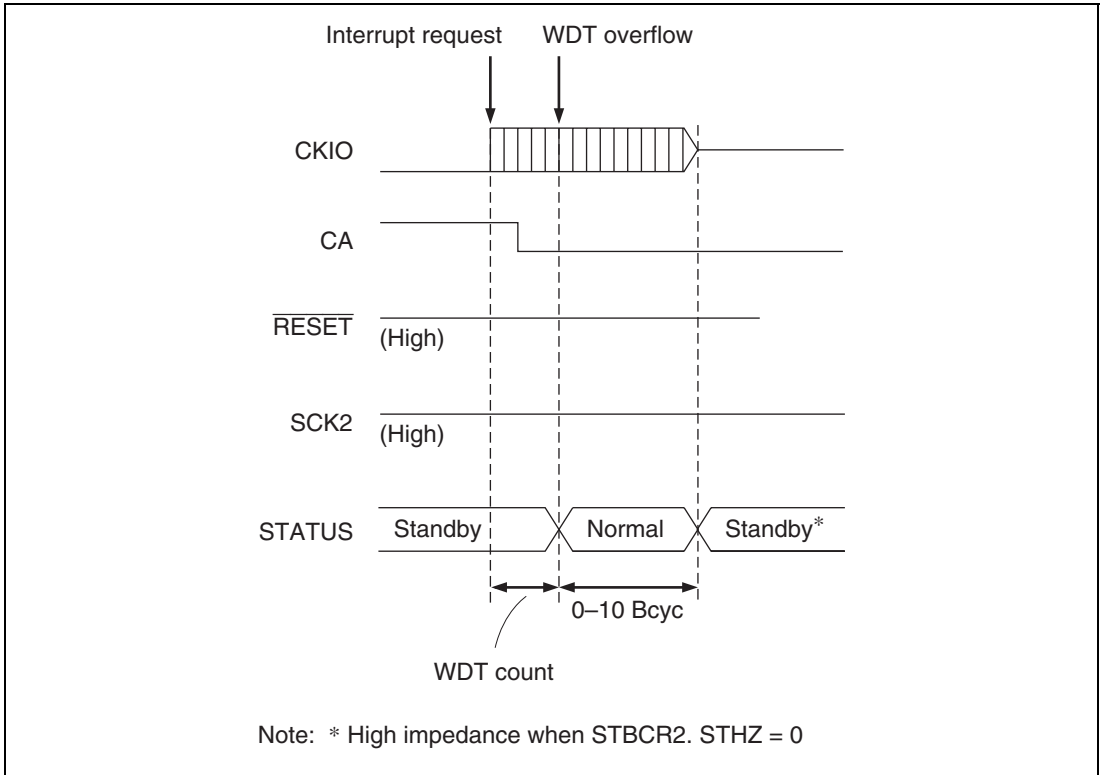 Interrupt request WDT overflow
CKIO
CA
RESET
(High)
SCK2
(High)
STATUS Standby Normal Standby*
0–10 Bcyc
WDT count
Note: * High impedance when STBCR2. STHZ = 0